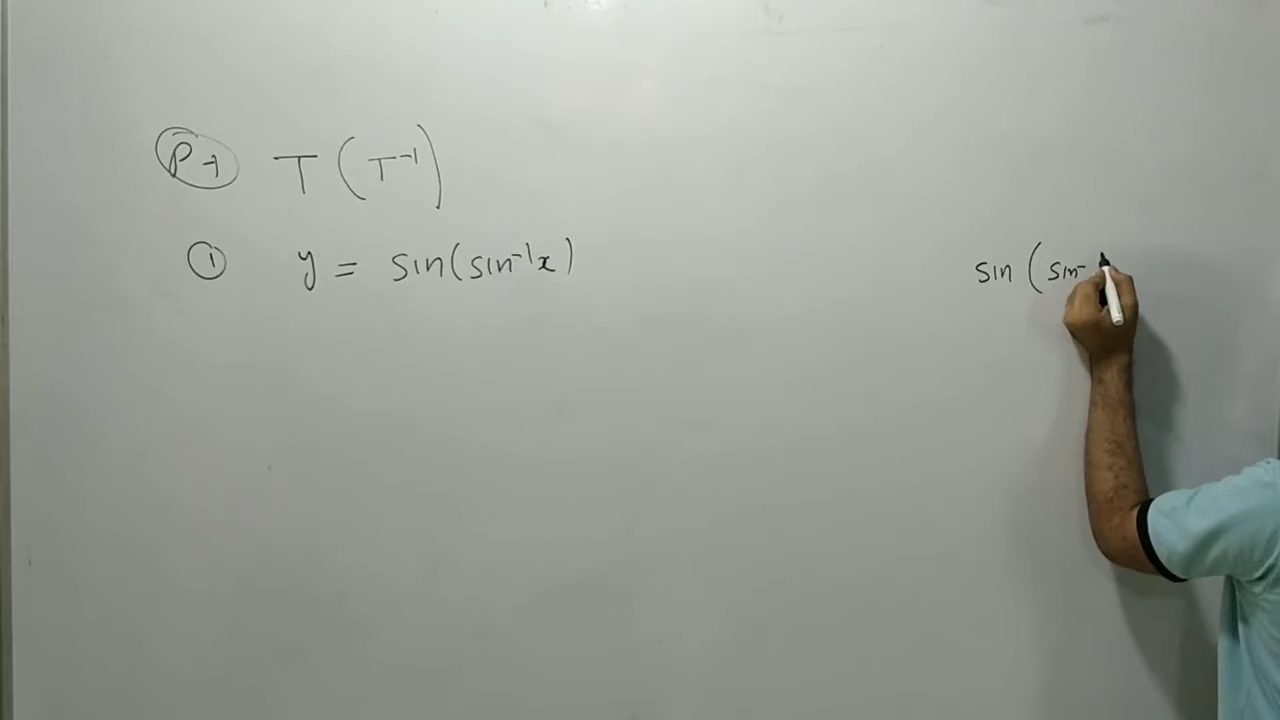 P-1 T(T⁻¹)
① y = sin(sin⁻¹x)
sin (sin⁻